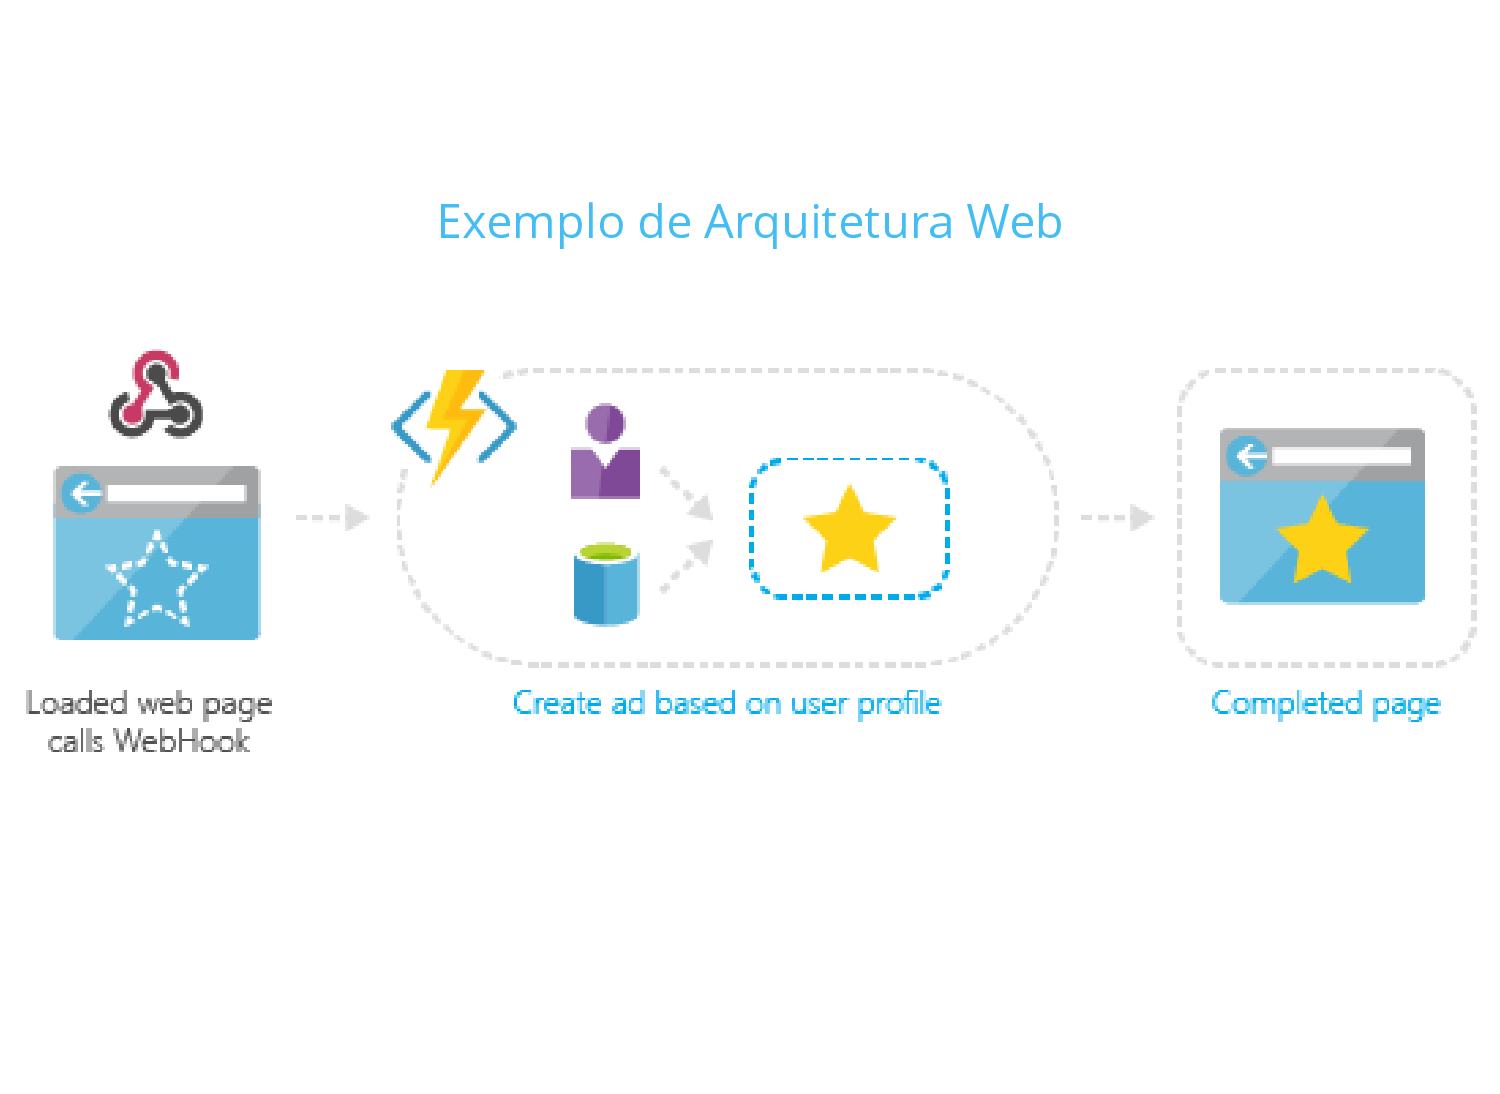 Exemplo de Arquitetura Web
Loaded web page
calls WebHook
Create ad based on user profile
Completed page